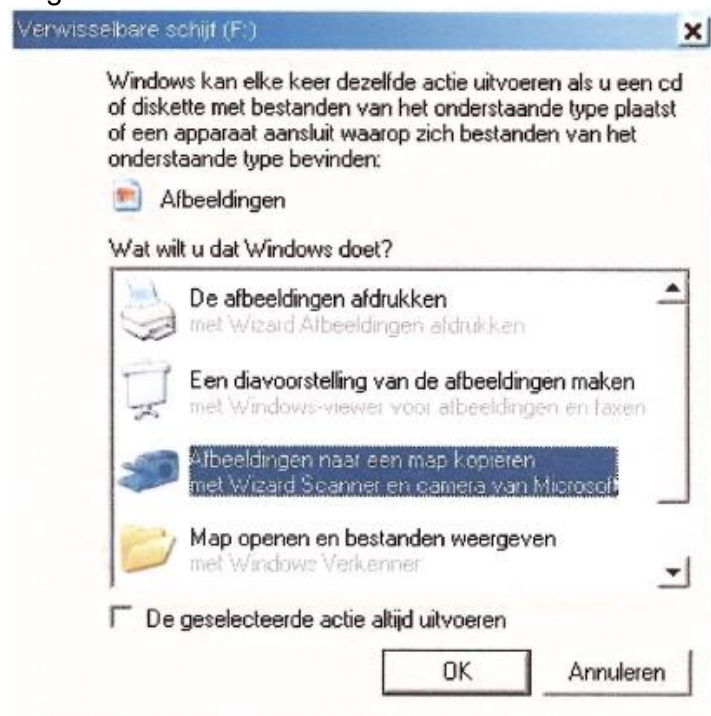 Verwisselbare schijf (F:)
Windows kan elke keer dezelfde actie uitvoeren als u een cd
of diskette met bestanden van het onderstaande type plaatst
of een apparaat aansluit waarop zich bestanden van het
onderstaande type bevinden:
Afbeeldingen
Wat wilt u dat Windows doet?
De afbeeldingen afdrukken
met Wizard Afbeeldingen afdrukken
Een diavoorstelling van de afbeeldingen maken
met Windows-viewer voor afbeeldingen en faxen
Afbeeldingen naar een map kopiëren
met Wizard Scanner en camera van Microsoft
Map openen en bestanden weergeven
met Windows Verkenner
De geselecteerde actie altijd uitvoeren
OK
Annuleren